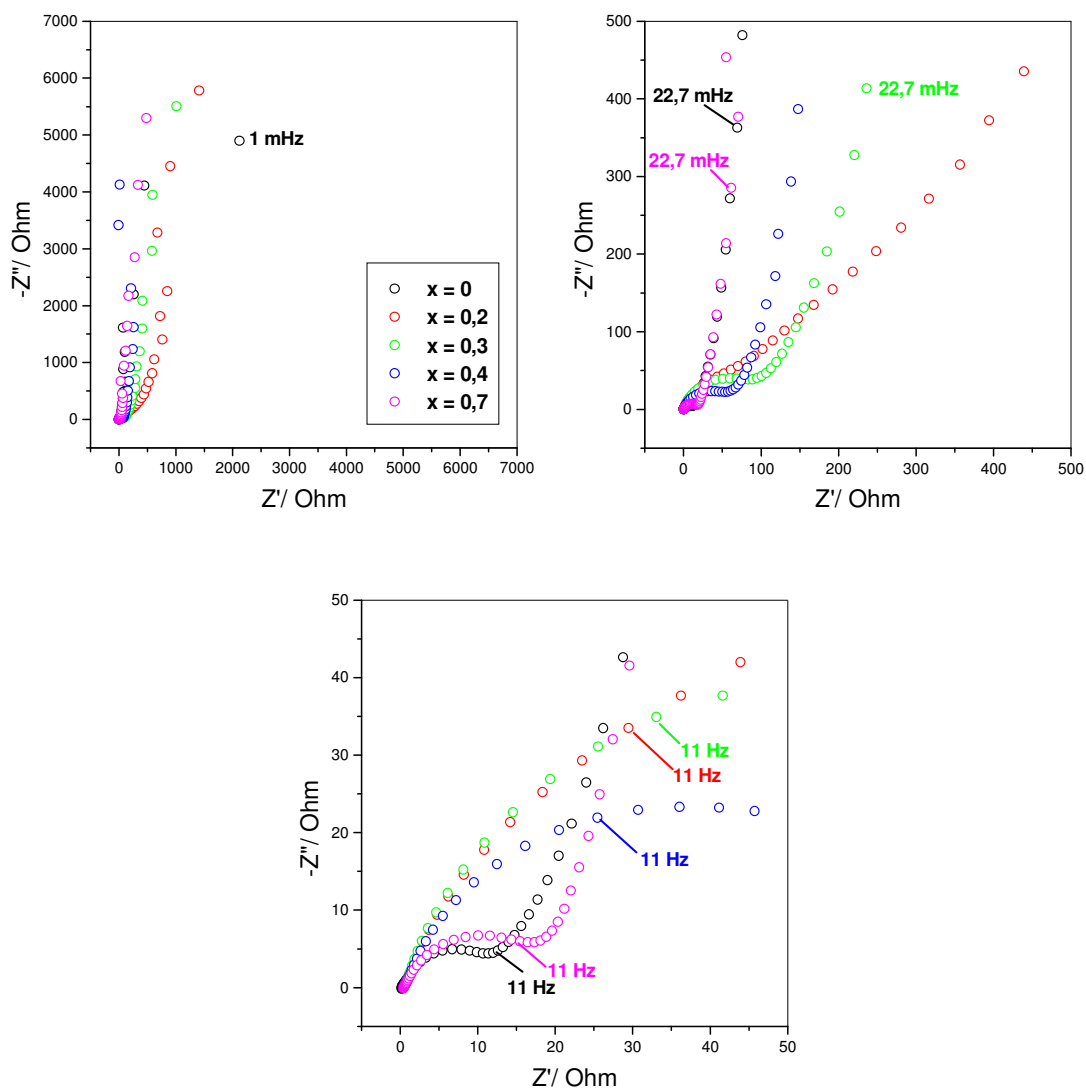 7000
6000
5000
4000
3000
2000
1000
0
-Z"/ Ohm
1 mHz
x = 0
x = 0,2
x = 0,3
x = 0,4
x = 0,7
0 1000 2000 3000 4000 5000 6000 7000
Z'/ Ohm
500
400
300
200
100
0
-Z"/ Ohm
22,7 mHz
22,7 mHz
22,7 mHz
0 100 200 300 400 500
Z'/ Ohm
50
40
30
20
10
0
-Z"/ Ohm
11 Hz
11 Hz
11 Hz
11 Hz
11 Hz
0 10 20 30 40 50
Z'/ Ohm